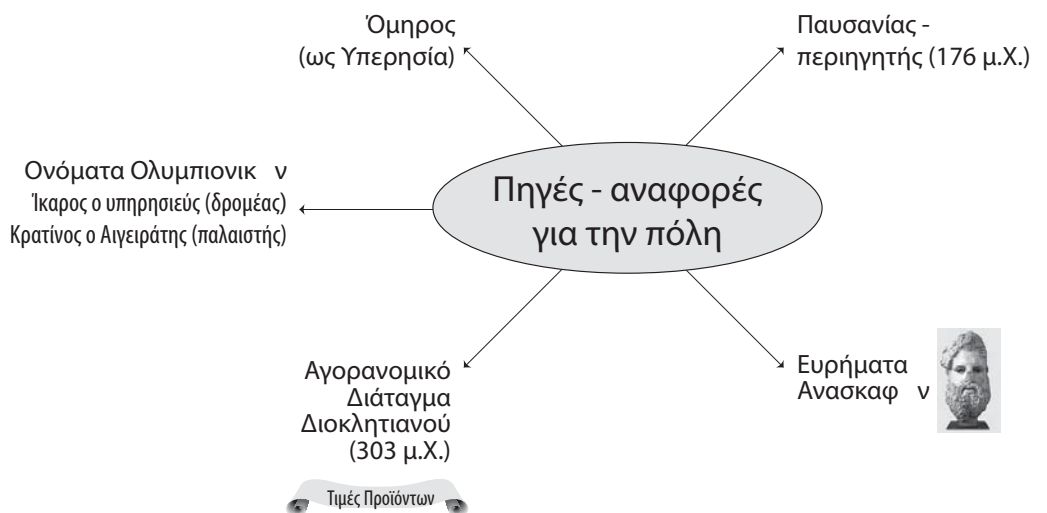 Όμηρος
(ως Υπερησία)
Παυσανίας -
περιηγητής (176 μ.Χ.)
Ονόματα Ολυμπιονικ ν
Ίκαρος ο υπηρησιεύς (δρομέας)
Κρατίνος ο Αιγειράτης (παλαιστής)
Πηγές - αναφορές
για την πόλη
Αγορανομικό
Διάταγμα
Διοκλητιανού
(303 μ.Χ.)
Τιμές Προϊόντων
Ευρήματα
Ανασκαφ ν